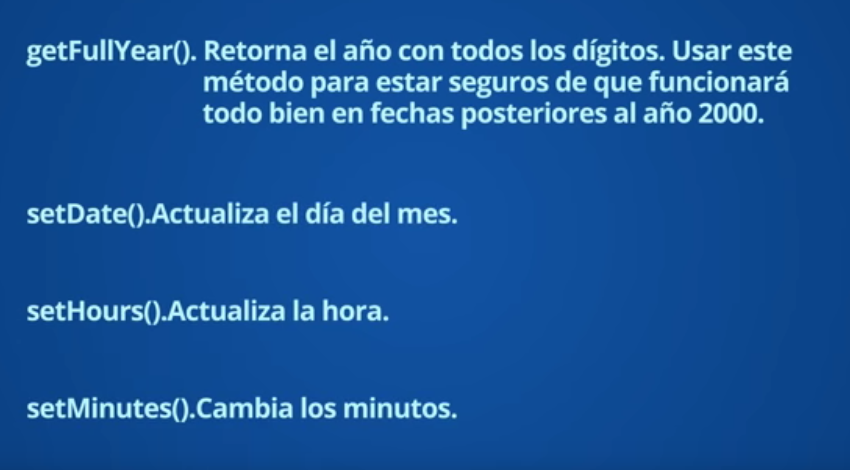 getFullYear(). Retorna el año con todos los dígitos. Usar este
método para estar seguros de que funcionará
todo bien en fechas posteriores al año 2000.
setDate().Actualiza el día del mes.
setHours().Actualiza la hora.
setMinutes().Cambia los minutos.